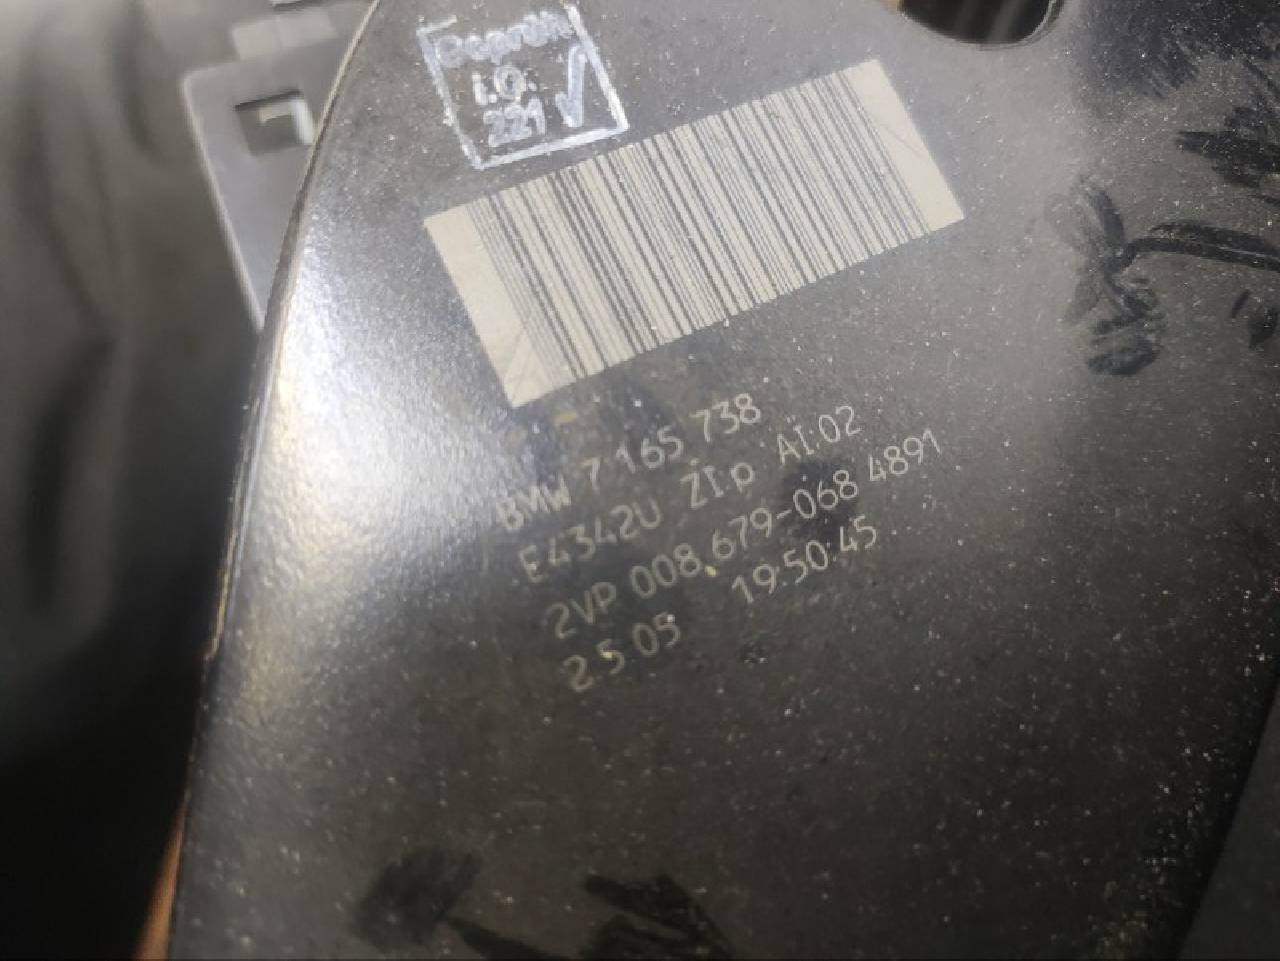 Geprüft
i.O.
221
BMW 7 165 738
E4342U ZIp AI:02
2VP 008.679-068 4891
2.5.05 19:50:45